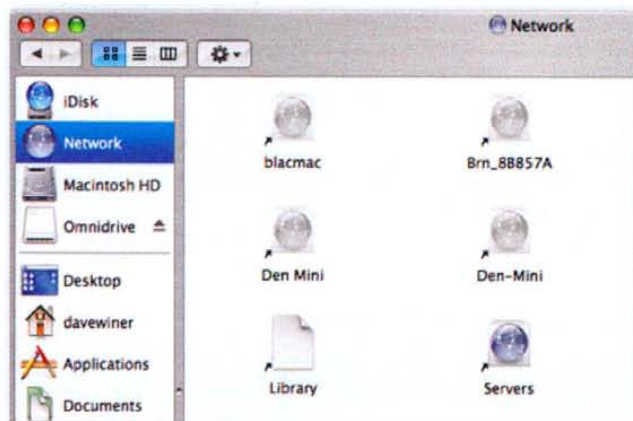 Network
iDisk
Network
Macintosh HD
Omnidrive
Desktop
davewiner
Applications
Documents
blacmac
Brn_8B857A
Den Mini
Den-Mini
Library
Servers